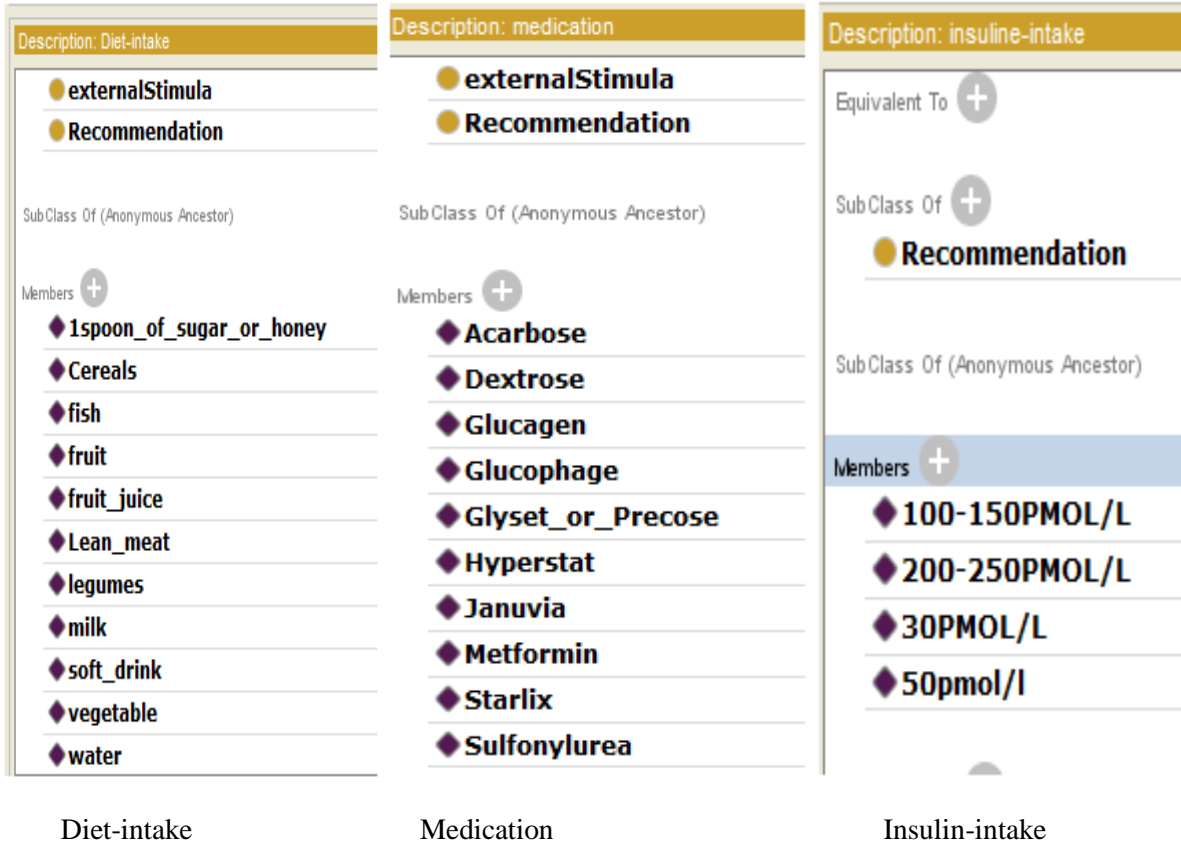 Description: Diet-intake
externalStimula
Recommendation
SubClass Of (Anonymous Ancestor)
Members
1spoon_of_sugar_or_honey
Cereals
fish
fruit
fruit_juice
Lean_meat
legumes
milk
soft_drink
vegetable
water
Description: medication
externalStimula
Recommendation
SubClass Of (Anonymous Ancestor)
Members
Acarbose
Dextrose
Glucagen
Glucophage
Glyset_or_Precose
Hyperstat
Januvia
Metformin
Starlix
Sulfonylurea
Description: insuline-intake
Equivalent To
SubClass Of
Recommendation
SubClass Of (Anonymous Ancestor)
Members
100-150PMOL/L
200-250PMOL/L
30PMOL/L
50pmol/l
Diet-intake
Medication
Insulin-intake